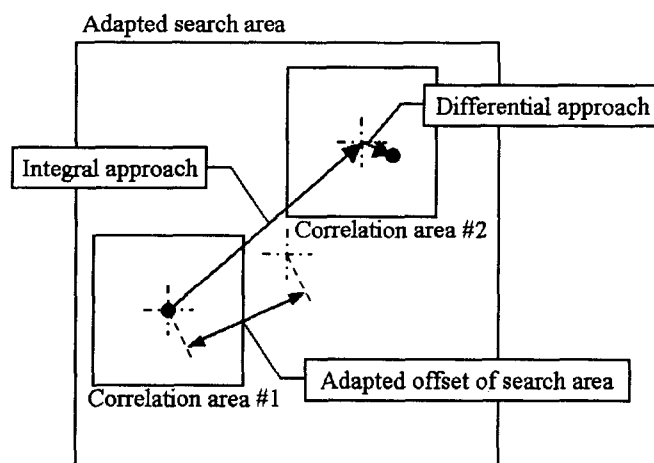 Adapted search area
Differential approach
Integral approach
Correlation area #2
Adapted offset of search area
Correlation area #1